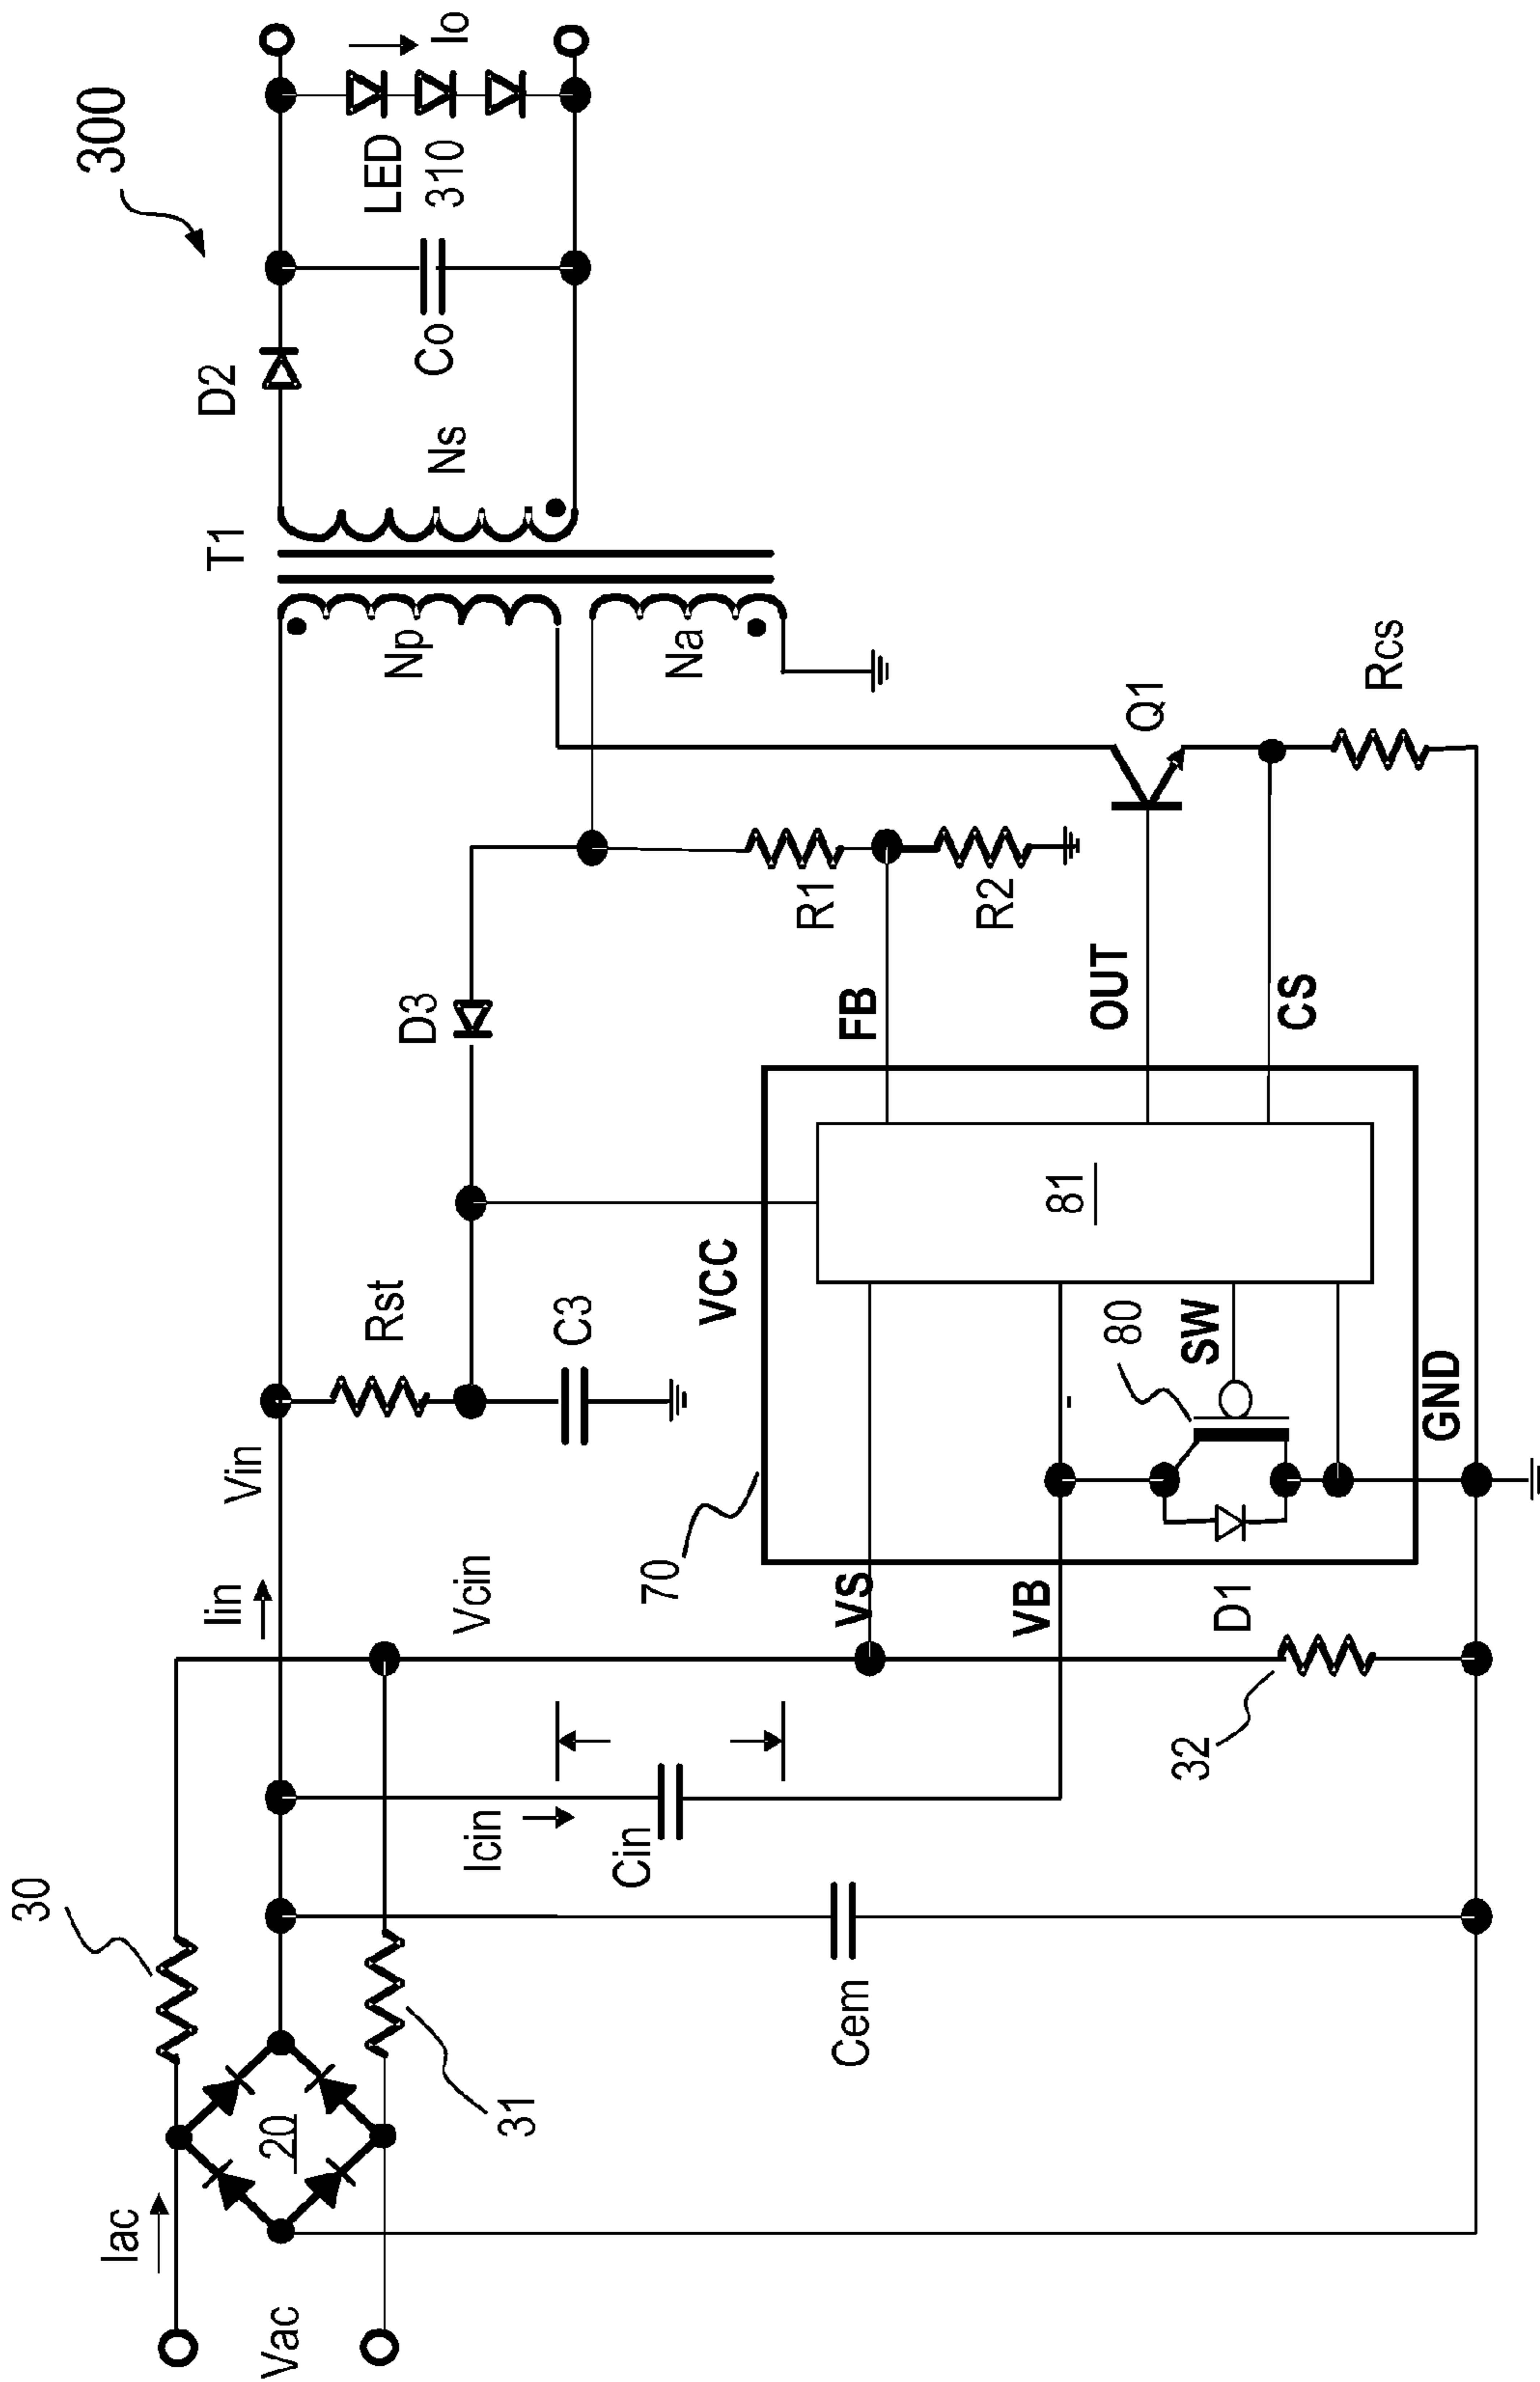 300
T1
D2
LED
310
Io
Co
Ns
Np
Na
Vin
Iin
Rst
C3
D3
R1
R2
Q1
Rcs
FB
OUT
CS
VCC
81
80
SW
GND
70
VS
VB
D1
Vcin
Icin
Cin
Cem
30
31
32
20
Iac
Vac